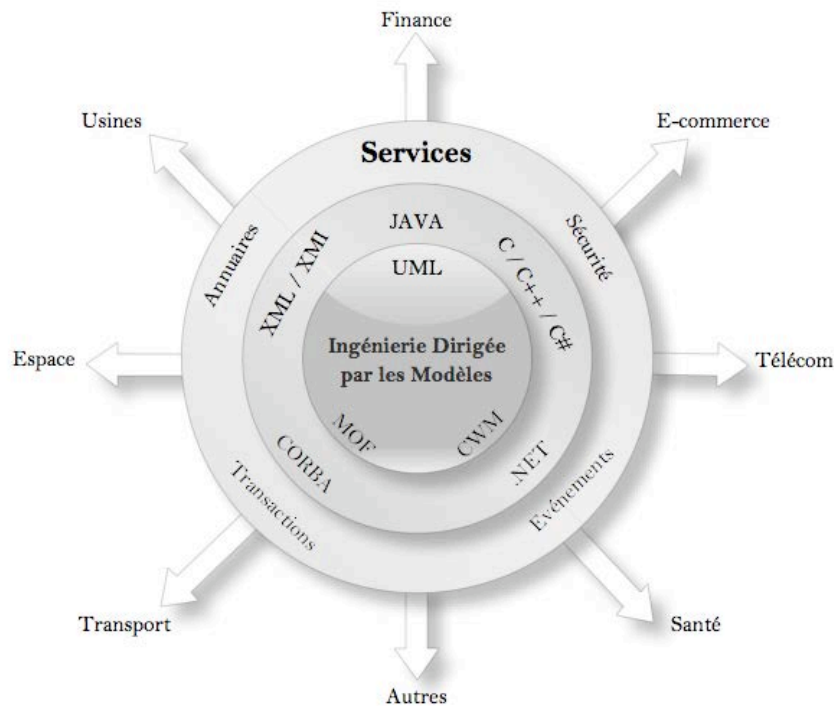 Finance
Usines
E-commerce
Services
Annuaires
Sécurité
JAVA
XML / XMI
C / C++ / C#
UML
Ingénierie Dirigée
par les Modèles
Espace
Télécom
MOF
CWM
CORBA
.NET
Transactions
Evénements
Transport
Santé
Autres